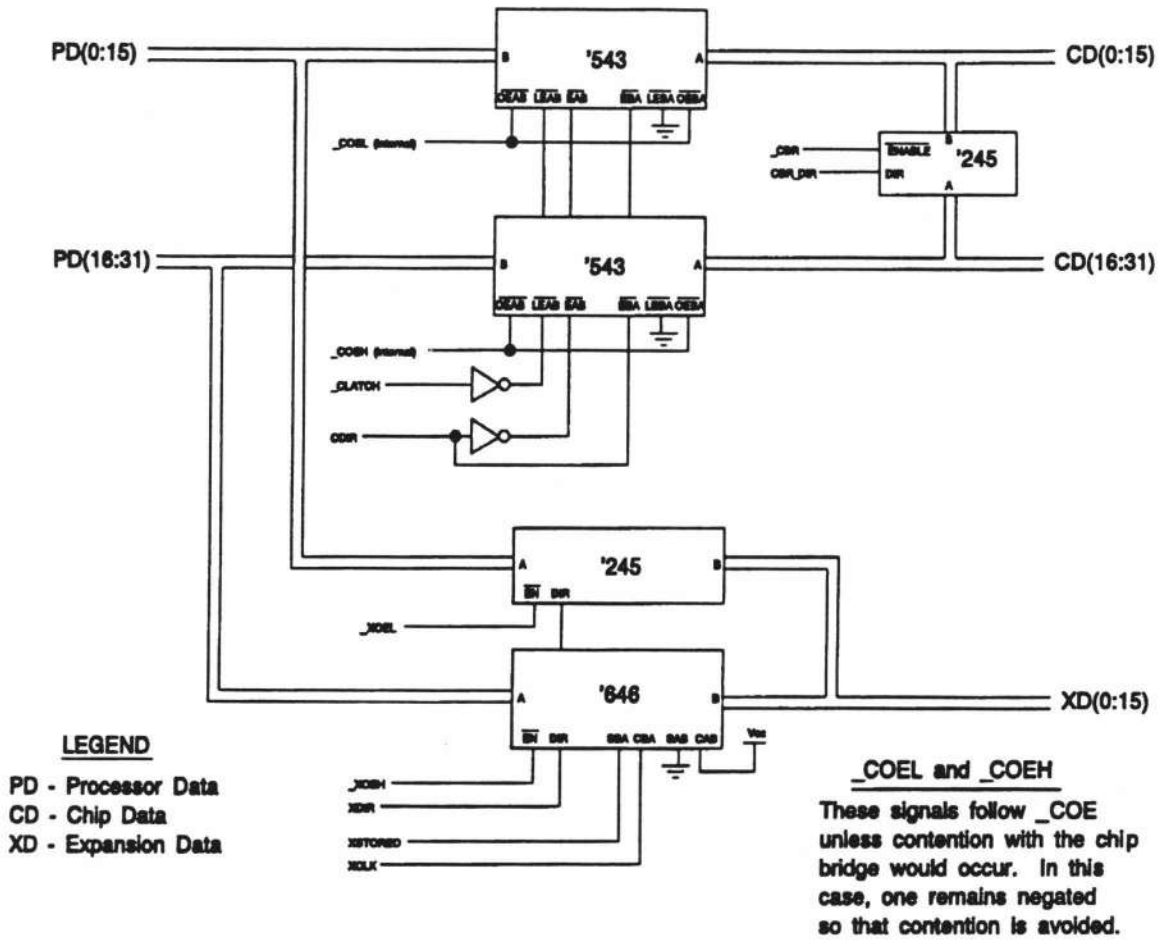 PD(0:15)
B
'543
A
CD(0:15)
OEAB LEAB EAB EBA LEBA OEBA
_COEL (Internal)
_CBR
CBR_DIR
ENABLE
DIR
B
'245
A
PD(16:31)
B
'543
A
CD(16:31)
OEAB LEAB EAB EBA LEBA OEBA
_COEH (Internal)
_CLATCH
CDIR
A
'245
B
EN DIR
_XOEL
A
'646
B
XD(0:15)
EN DIR SBA CBA SAB CAB
Vcc
_XOEH
XDIR
XSTORED
XCLK
LEGEND
PD - Processor Data
CD - Chip Data
XD - Expansion Data
_COEL and _COEH
These signals follow _COE
unless contention with the chip
bridge would occur. In this
case, one remains negated
so that contention is avoided.